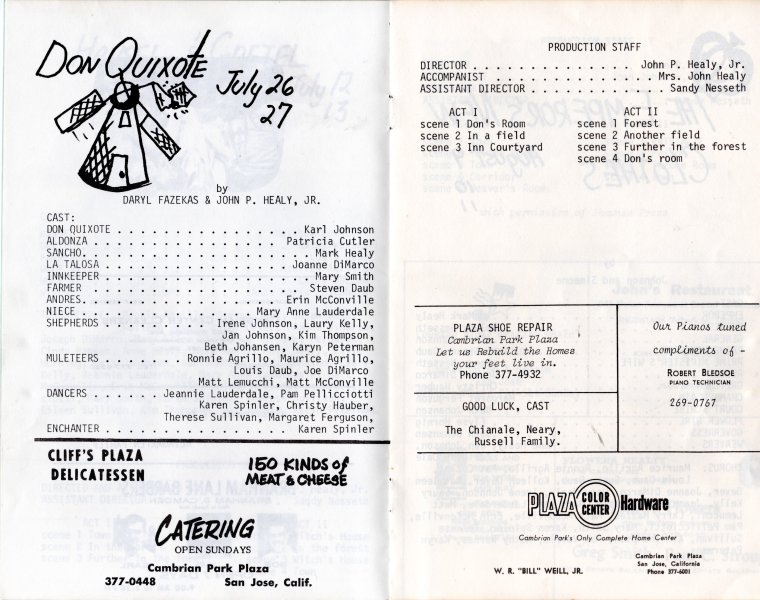 DON QUIXOTE
July 26
27
by
DARYL FAZEKAS & JOHN P. HEALY, JR.
CAST:
DON QUIXOTE . . . . . . . . . . . . . . . . . Karl Johnson
ALDONZA . . . . . . . . . . . . . . . . . Patricia Cutler
SANCHO. . . . . . . . . . . . . . . . . . . . Mark Healy
LA TALOSA . . . . . . . . . . . . . . . . Joanne DiMarco
INNKEEPER . . . . . . . . . . . . . . . . . . Mary Smith
FARMER . . . . . . . . . . . . . . . . . . Steven Daub
ANDRES. . . . . . . . . . . . . . . . . Erin McConville
NIECE . . . . . . . . . . . . . . . Mary Anne Lauderdale
SHEPHERDS . . . . . . . . . . Irene Johnson, Laury Kelly,
Jan Johnson, Kim Thompson,
Beth Johansen, Karyn Peterman
MULETEERS . . . . . . . Ronnie Agrillo, Maurice Agrillo,
Louis Daub, Joe DiMarco
Matt Lemucchi, Matt McConville
DANCERS . . . . . . . Jeannie Lauderdale, Pam Pellicciotti
Karen Spinler, Christy Hauber,
Therese Sullivan, Margaret Ferguson,
ENCHANTER . . . . . . . . . . . . . . . . . Karen Spinler
CLIFF'S PLAZA
DELICATESSEN
150 KINDS of
MEAT & CHEESE
CATERING
OPEN SUNDAYS
Cambrian Park Plaza
377-0448 San Jose, Calif.
PRODUCTION STAFF
DIRECTOR . . . . . . . . . . . . . . John P. Healy, Jr.
ACCOMPANIST . . . . . . . . . . . . . . Mrs. John Healy
ASSISTANT DIRECTOR . . . . . . . . . . . . Sandy Nesseth
ACT I
scene 1 Don's Room
scene 2 In a field
scene 3 Inn Courtyard
ACT II
scene 1 Forest
scene 2 Another field
scene 3 Further in the forest
scene 4 Don's room
PLAZA SHOE REPAIR
Cambrian Park Plaza
Let us Rebuild the Homes
your feet live in.
Phone 377-4932
GOOD LUCK, CAST
The Chianale, Neary,
Russell Family.
Our Pianos tuned
compliments of -
ROBERT BLEDSOE
PIANO TECHNICIAN
269-0767
PLAZA COLOR CENTER Hardware
Cambrian Park's Only Complete Home Center
W. R. "BILL" WEILL, JR.
Cambrian Park Plaza
San Jose, California
Phone 377-6001